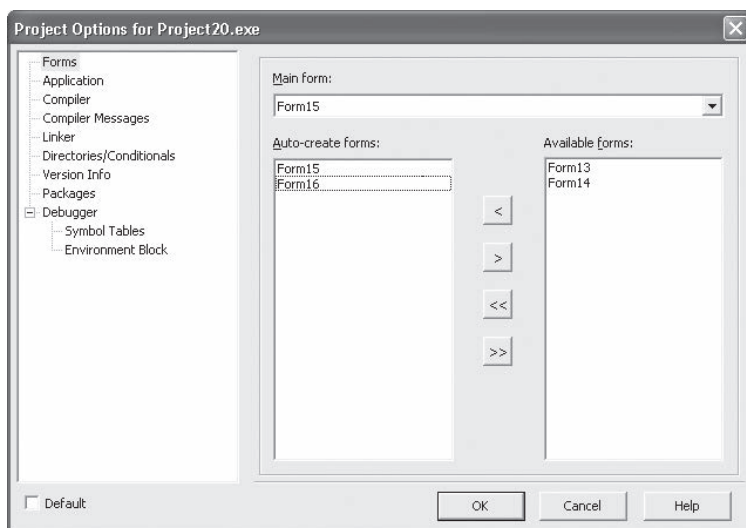 Project Options for Project20.exe
Forms
Application
Compiler
Compiler Messages
Linker
Directories/Conditionals
Version Info
Packages
Debugger
Symbol Tables
Environment Block
Main form:
Form15
Auto-create forms:
Form15
Form16
<
>
<<
>>
Available forms:
Form13
Form14
Default
OK
Cancel
Help